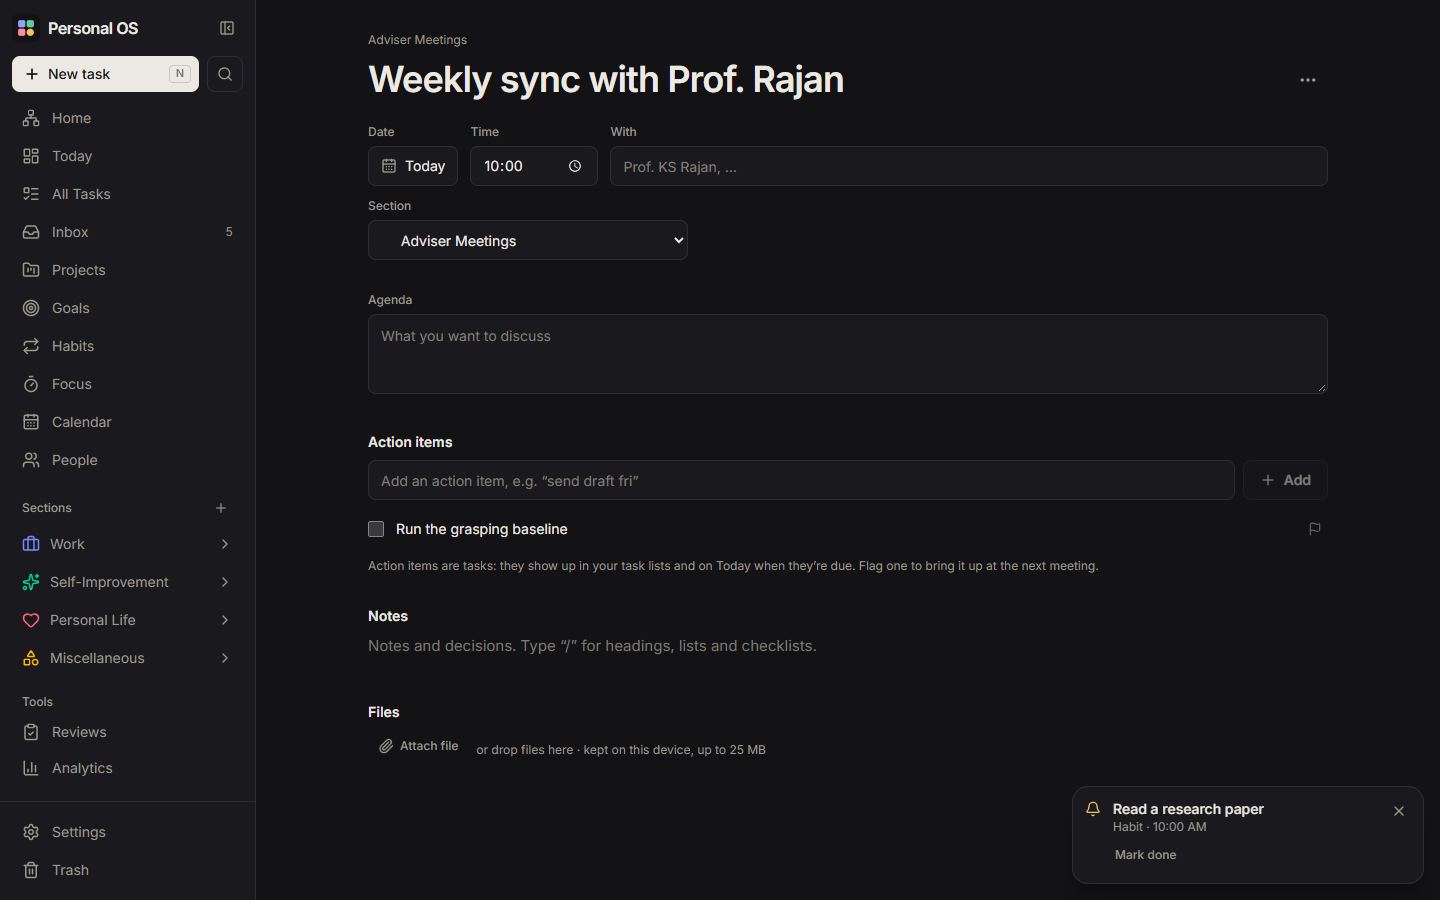 Personal OS
New task
N
Home
Today
All Tasks
Inbox
5
Projects
Goals
Habits
Focus
Calendar
People
Sections
Work
Self-Improvement
Personal Life
Miscellaneous
Tools
Reviews
Analytics
Settings
Trash
Adviser Meetings
Weekly sync with Prof. Rajan
Date
Time
With
Today
10:00
Prof. KS Rajan, ...
Section
Adviser Meetings
Agenda
What you want to discuss
Action items
Add an action item, e.g. “send draft fri”
Add
Run the grasping baseline
Action items are tasks: they show up in your task lists and on Today when they’re due. Flag one to bring it up at the next meeting.
Notes
Notes and decisions. Type “/” for headings, lists and checklists.
Files
Attach file
or drop files here · kept on this device, up to 25 MB
Read a research paper
Habit · 10:00 AM
Mark done